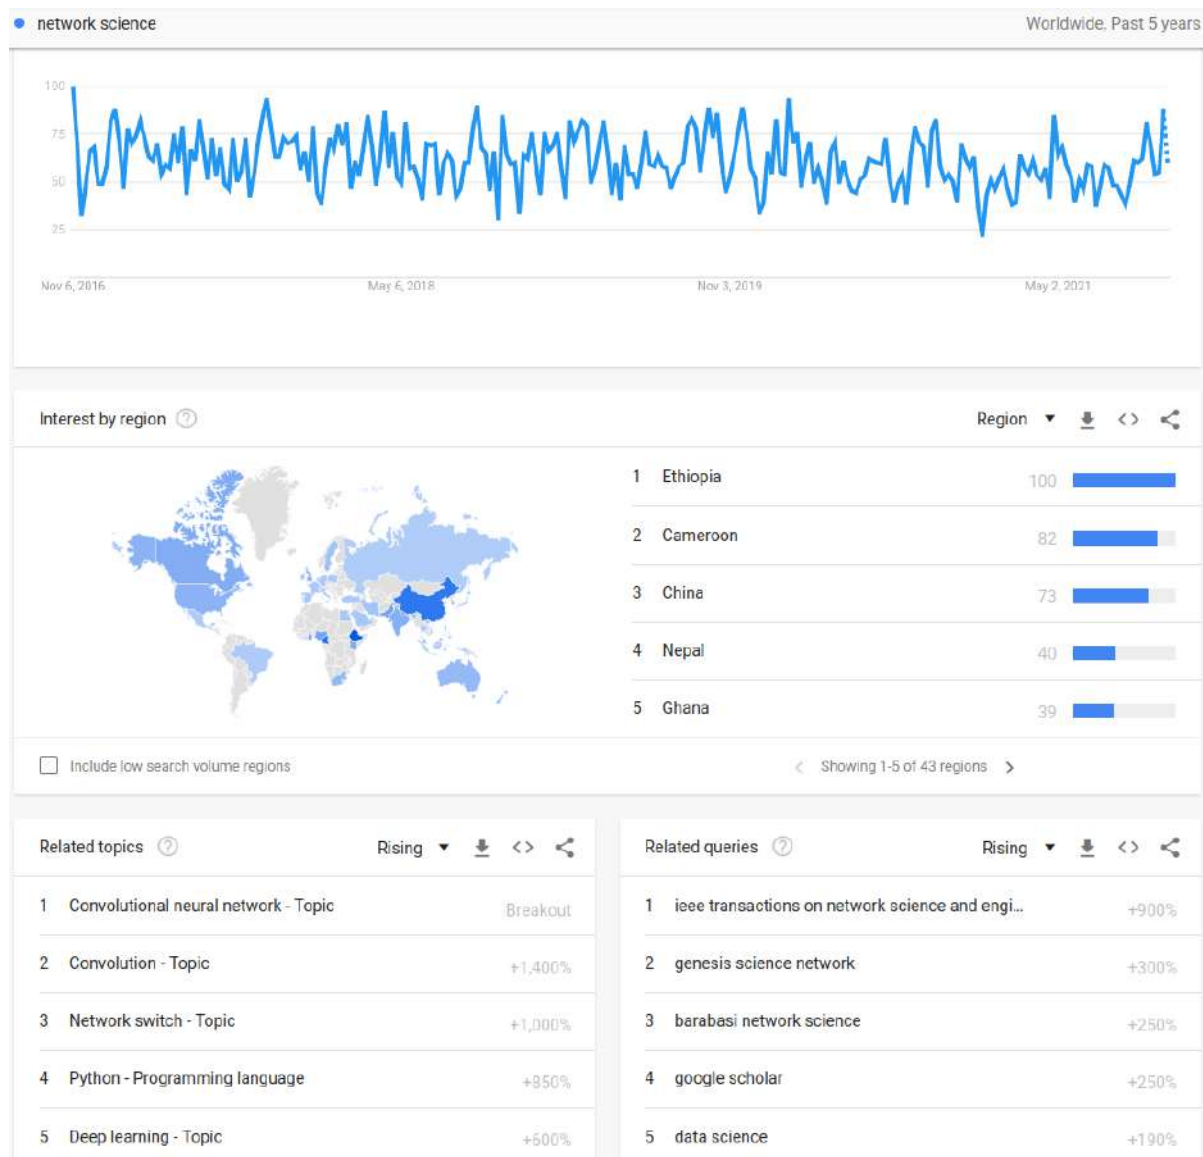 network science
Worldwide. Past 5 years
100
75
50
25
Nov 6, 2016
May 6, 2018
Nov 3, 2019
May 2, 2021
Interest by region
Region
1 Ethiopia 100
2 Cameroon 82
3 China 73
4 Nepal 40
5 Ghana 39
Include low search volume regions
Showing 1-5 of 43 regions
Related topics
Rising
1 Convolutional neural network - Topic Breakout
2 Convolution - Topic +1,400%
3 Network switch - Topic +1,000%
4 Python - Programming language +850%
5 Deep learning - Topic +600%
Related queries
Rising
1 ieee transactions on network science and engi... +900%
2 genesis science network +300%
3 barabasi network science +250%
4 google scholar +250%
5 data science +190%